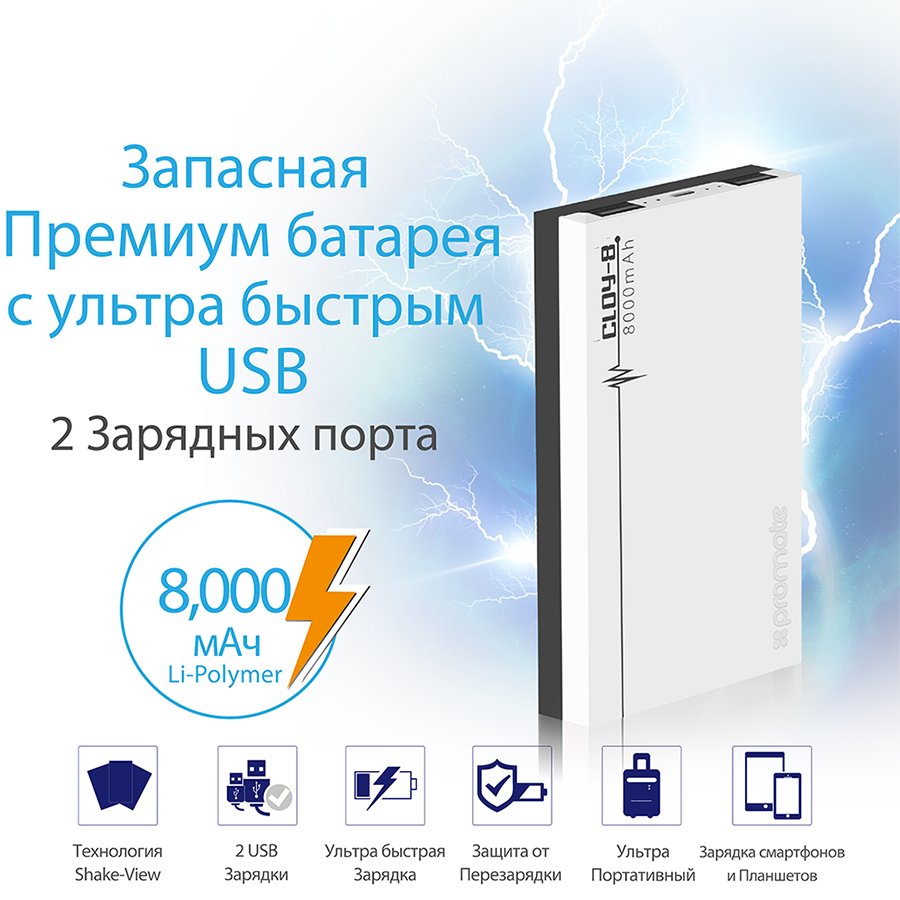 Запасная
Премиум батарея
с ультра быстрым
USB
2 Зарядных порта
8,000
мАч
Li-Polymer
CLOY-8
8000mAh
promate
Технология
Shake-View
2 USB
Зарядки
Ультра быстрая
Зарядка
Защита от
Перезарядки
Ультра
Портативный
Зарядка смартфонов
и Планшетов